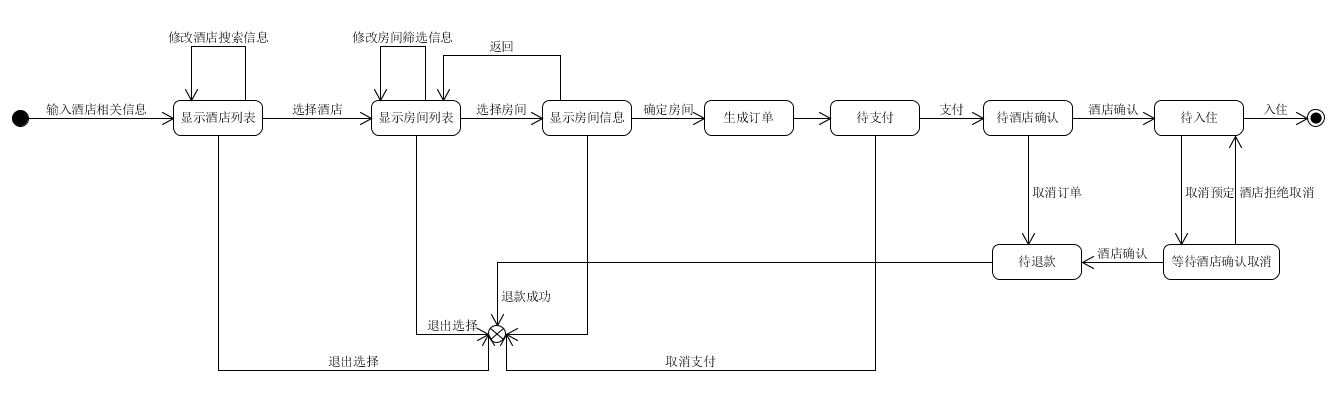 修改酒店搜索信息
修改房间筛选信息
返回
输入酒店相关信息
显示酒店列表
选择酒店
显示房间列表
选择房间
显示房间信息
确定房间
生成订单
待支付
支付
待酒店确认
酒店确认
待入住
入住
取消订单
取消预定
酒店拒绝取消
待退款
酒店确认
等待酒店确认取消
退款成功
退出选择
退出选择
取消支付